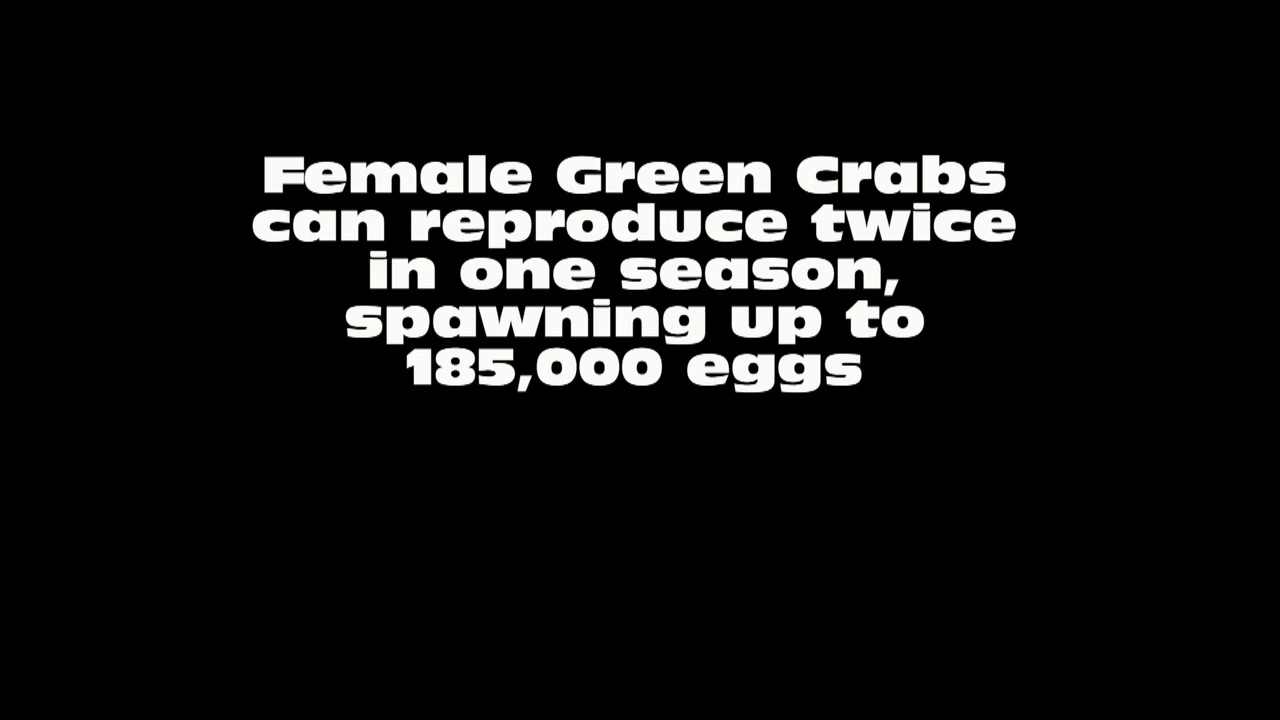 Female Green Crabs
can reproduce twice
in one season,
spawning up to
185,000 eggs